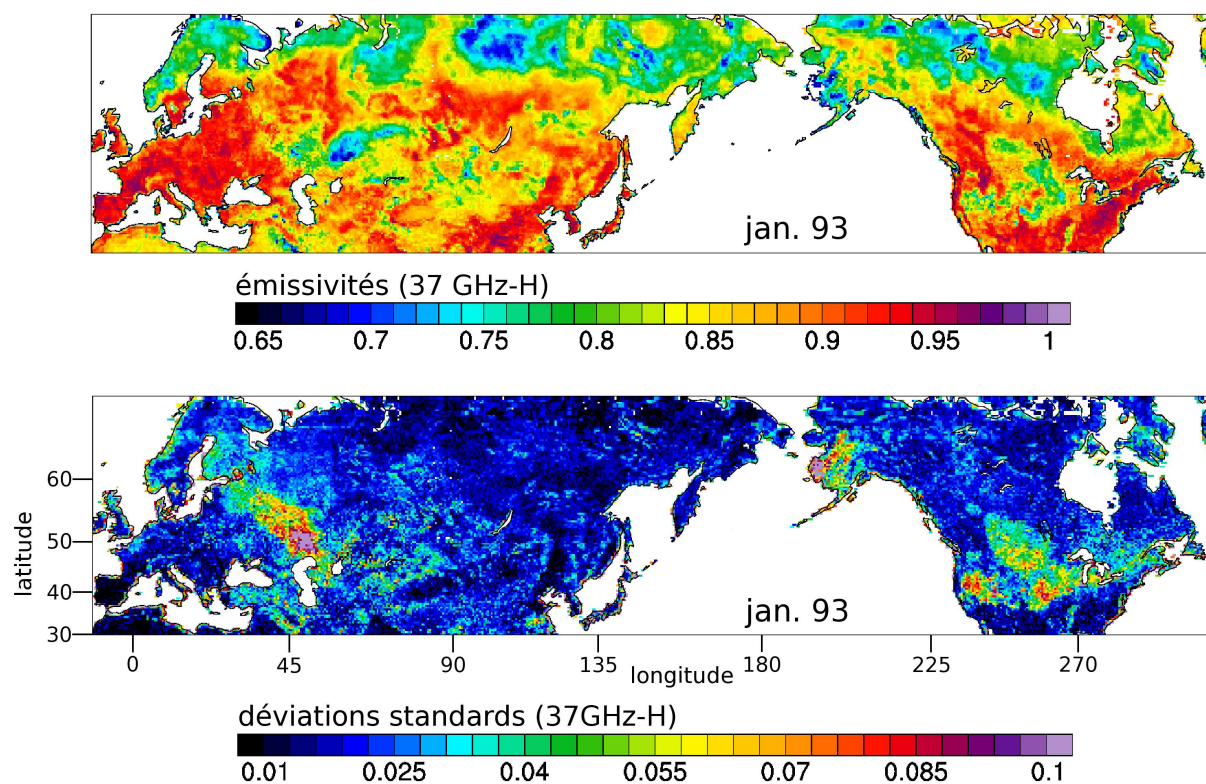 jan. 93
émissivités (37 GHz-H)
0.65 0.7 0.75 0.8 0.85 0.9 0.95 1
60
50
40
30
latitude
jan. 93
0 45 90 135 180 225 270
longitude
déviations standards (37GHz-H)
0.01 0.025 0.04 0.055 0.07 0.085 0.1